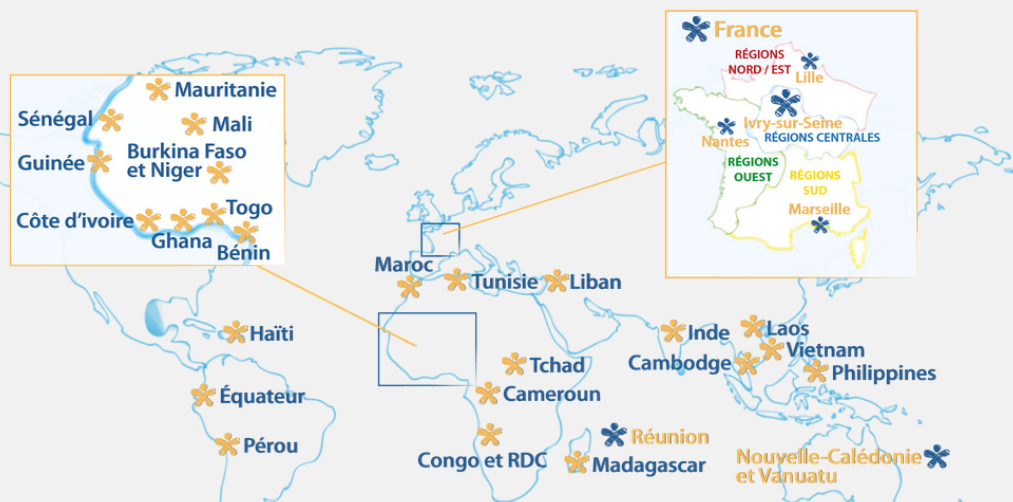 France
RÉGIONS
NORD / EST
Lille
Ivry-sur-Seine
RÉGIONS CENTRALES
Nantes
RÉGIONS
OUEST
RÉGIONS
SUD
Marseille
Mauritanie
Sénégal
Mali
Guinée
Burkina Faso
et Niger
Côte d'ivoire
Togo
Ghana
Bénin
Maroc
Tunisie
Liban
Haïti
Inde
Laos
Vietnam
Cambodge
Philippines
Tchad
Cameroun
Équateur
Pérou
Congo et RDC
Réunion
Madagascar
Nouvelle-Calédonie
et Vanuatu